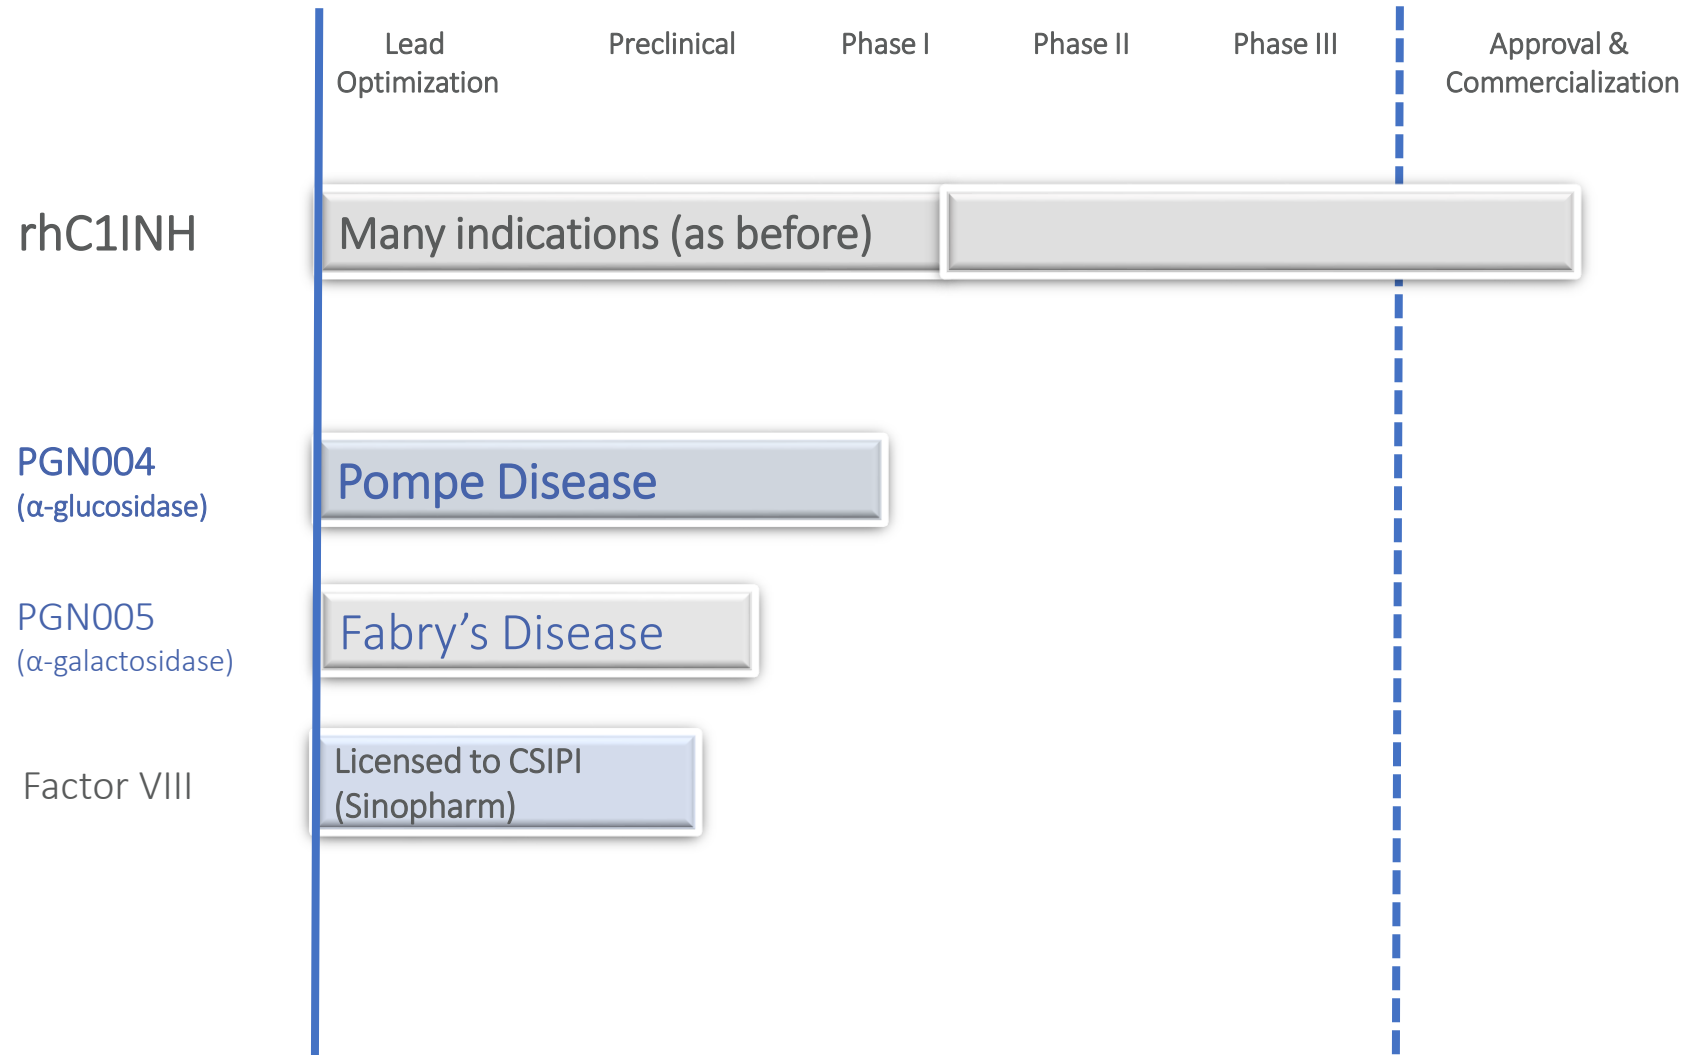 Lead
Optimization
Preclinical
Phase I
Phase II
Phase III
Approval &
Commercialization
rhC1INH
Many indications (as before)
PGN004
(α-glucosidase)
Pompe Disease
PGN005
(α-galactosidase)
Fabry’s Disease
Factor VIII
Licensed to CSIPI
(Sinopharm)